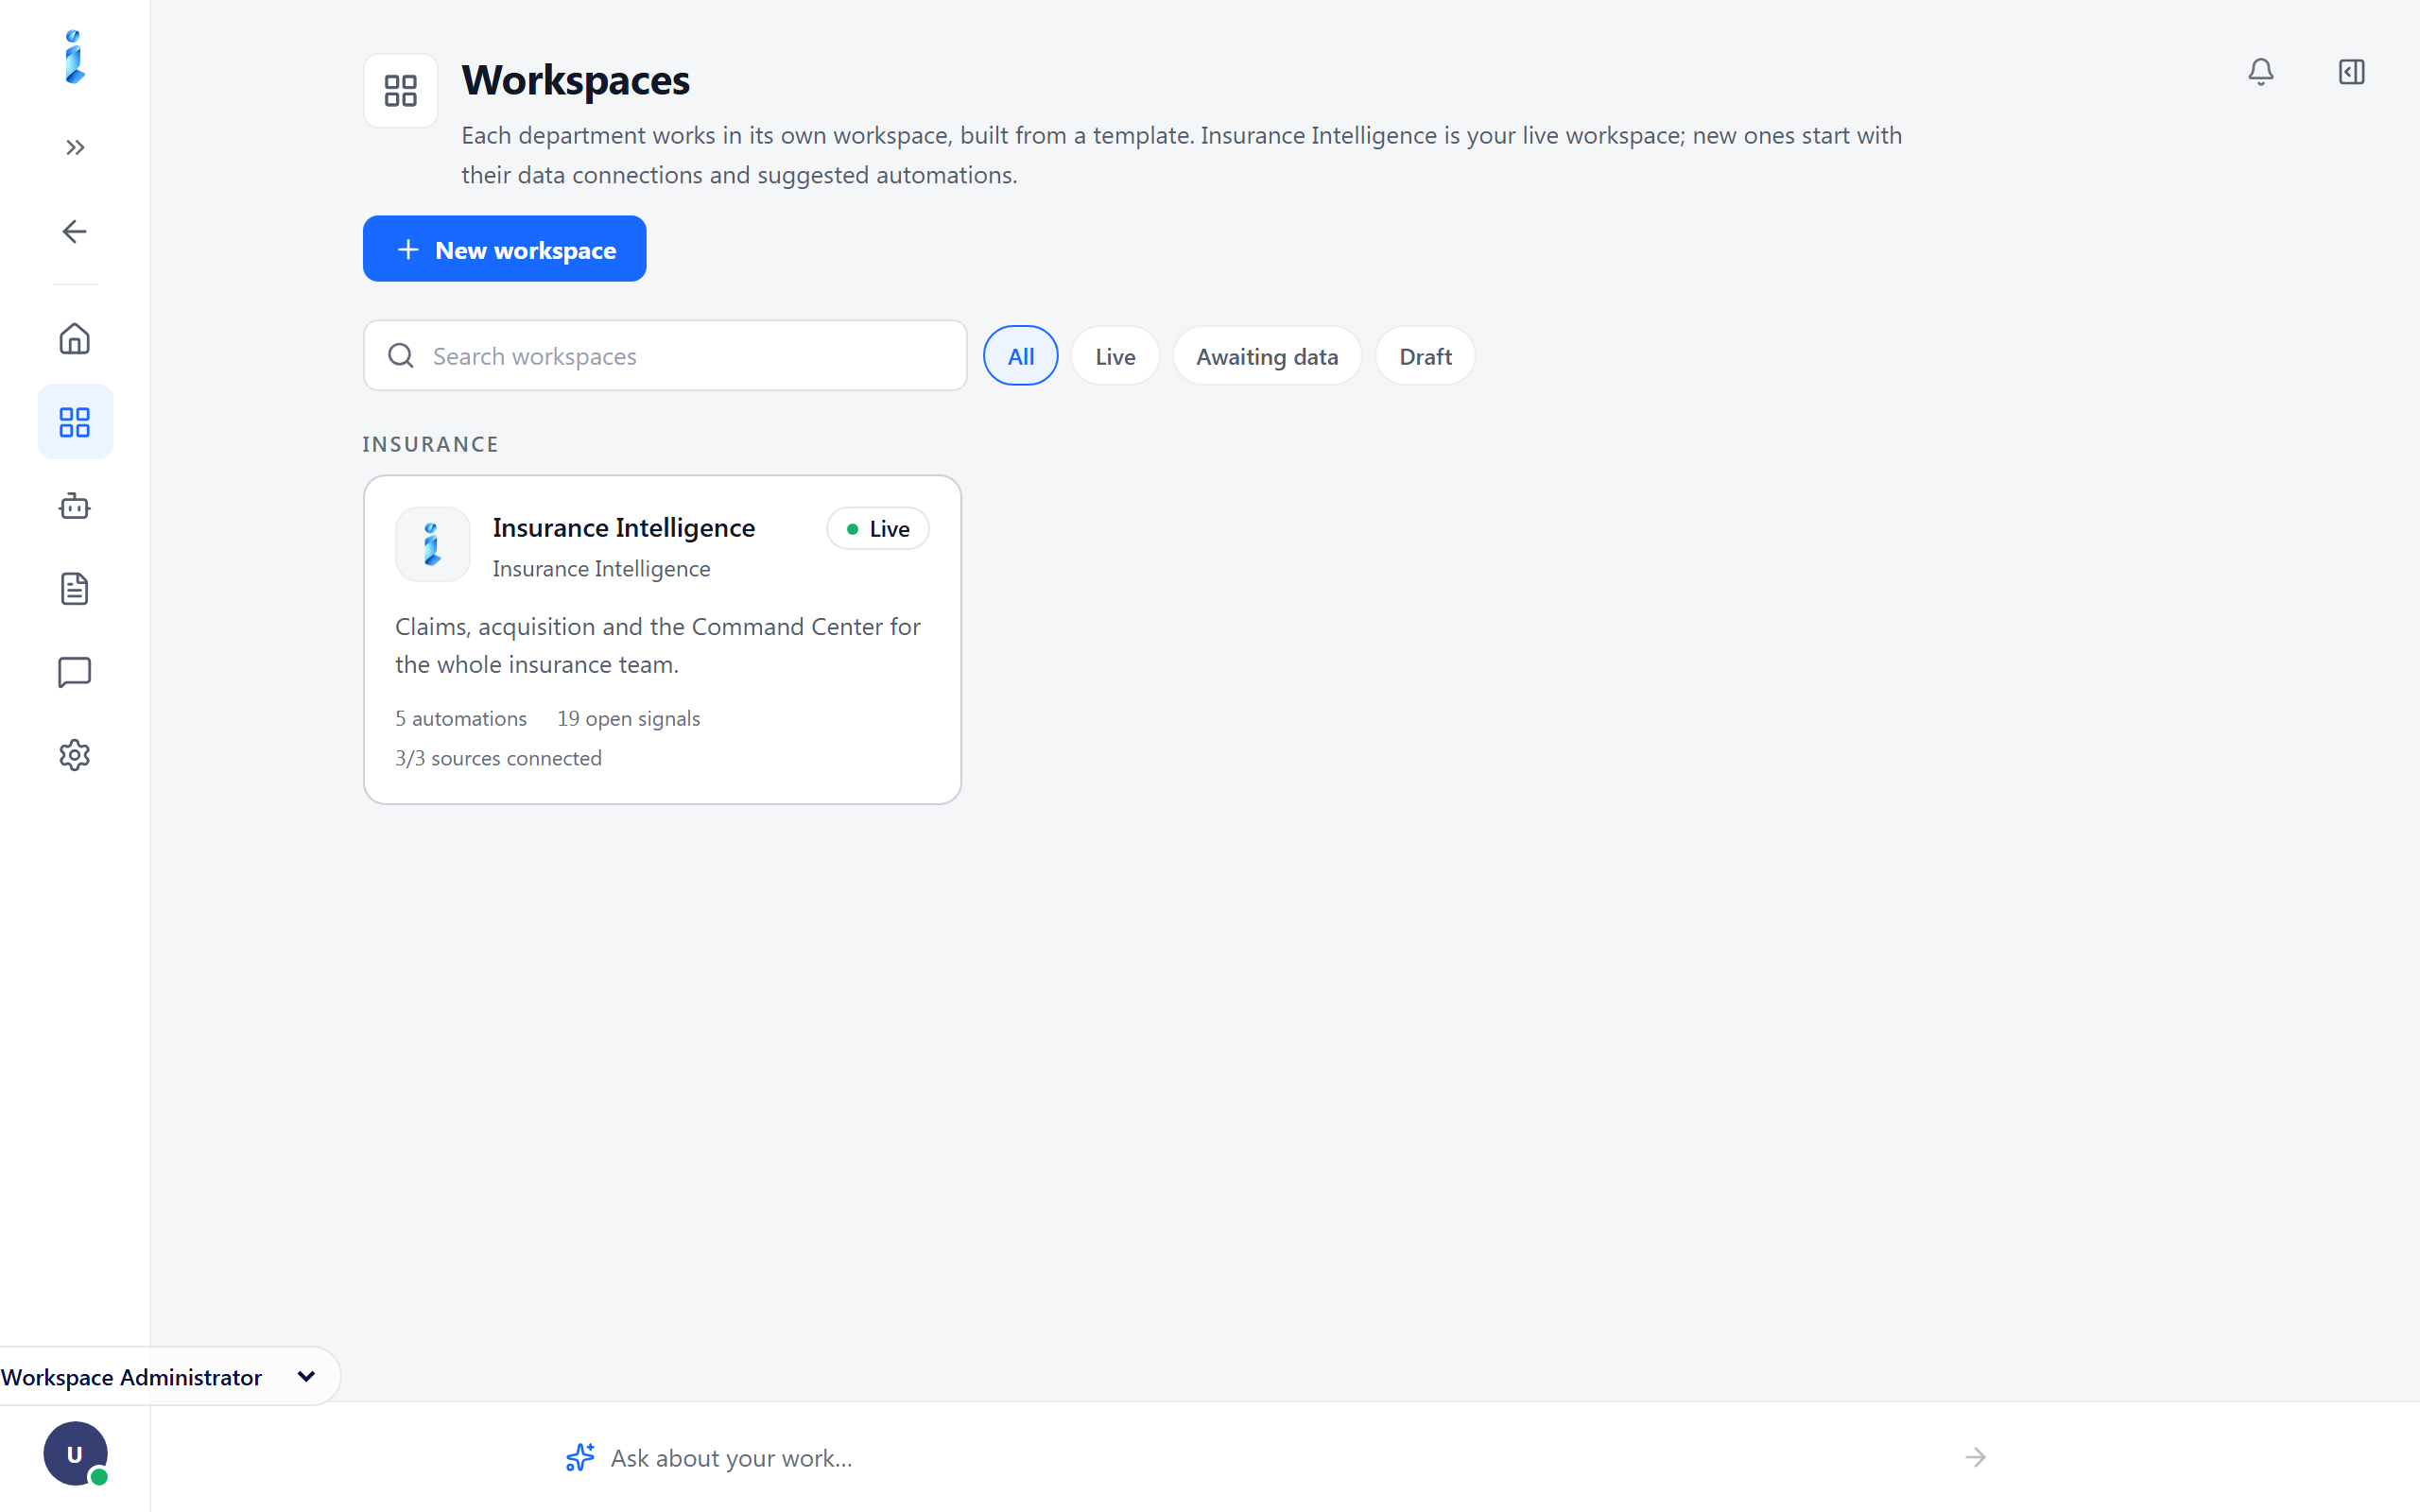 Workspaces
Each department works in its own workspace, built from a template. Insurance Intelligence is your live workspace; new ones start with
their data connections and suggested automations.
New workspace
Search workspaces
All
Live
Awaiting data
Draft
INSURANCE
Insurance Intelligence
Live
Insurance Intelligence
Claims, acquisition and the Command Center for
the whole insurance team.
5 automations
19 open signals
3/3 sources connected
Workspace Administrator
U
Ask about your work...